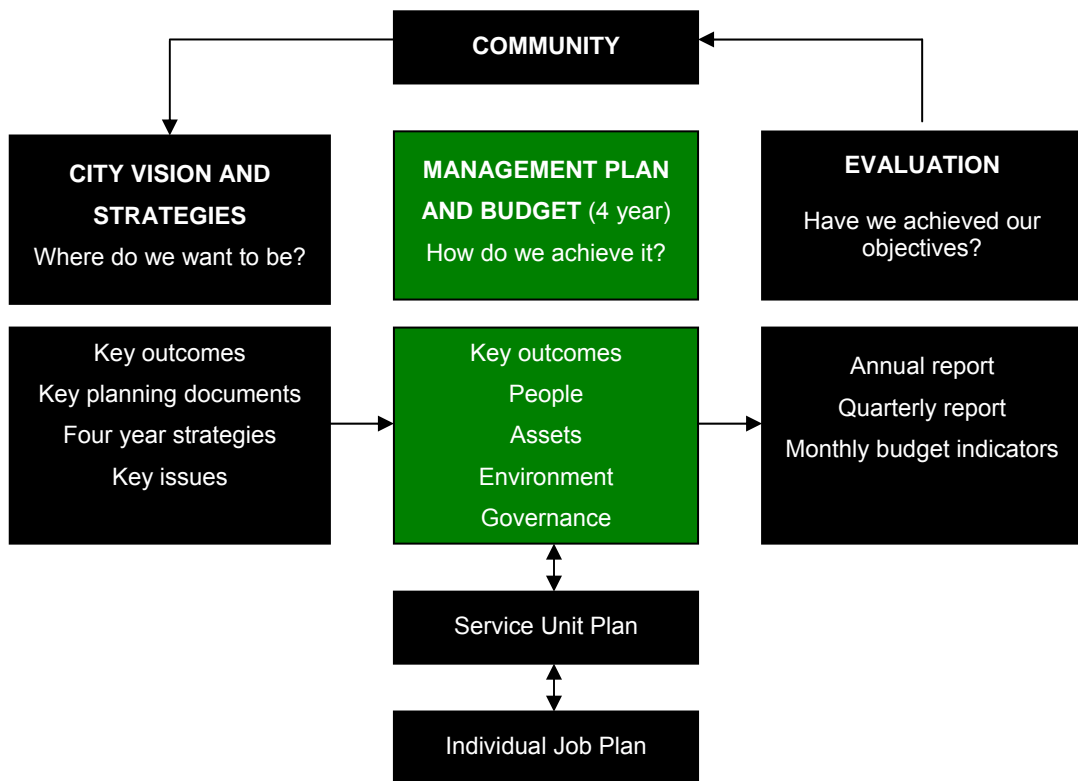 COMMUNITY
CITY VISION AND
STRATEGIES
Where do we want to be?
MANAGEMENT PLAN
AND BUDGET (4 year)
How do we achieve it?
EVALUATION
Have we achieved our
objectives?
Key outcomes
Key planning documents
Four year strategies
Key issues
Key outcomes
People
Assets
Environment
Governance
Annual report
Quarterly report
Monthly budget indicators
Service Unit Plan
Individual Job Plan